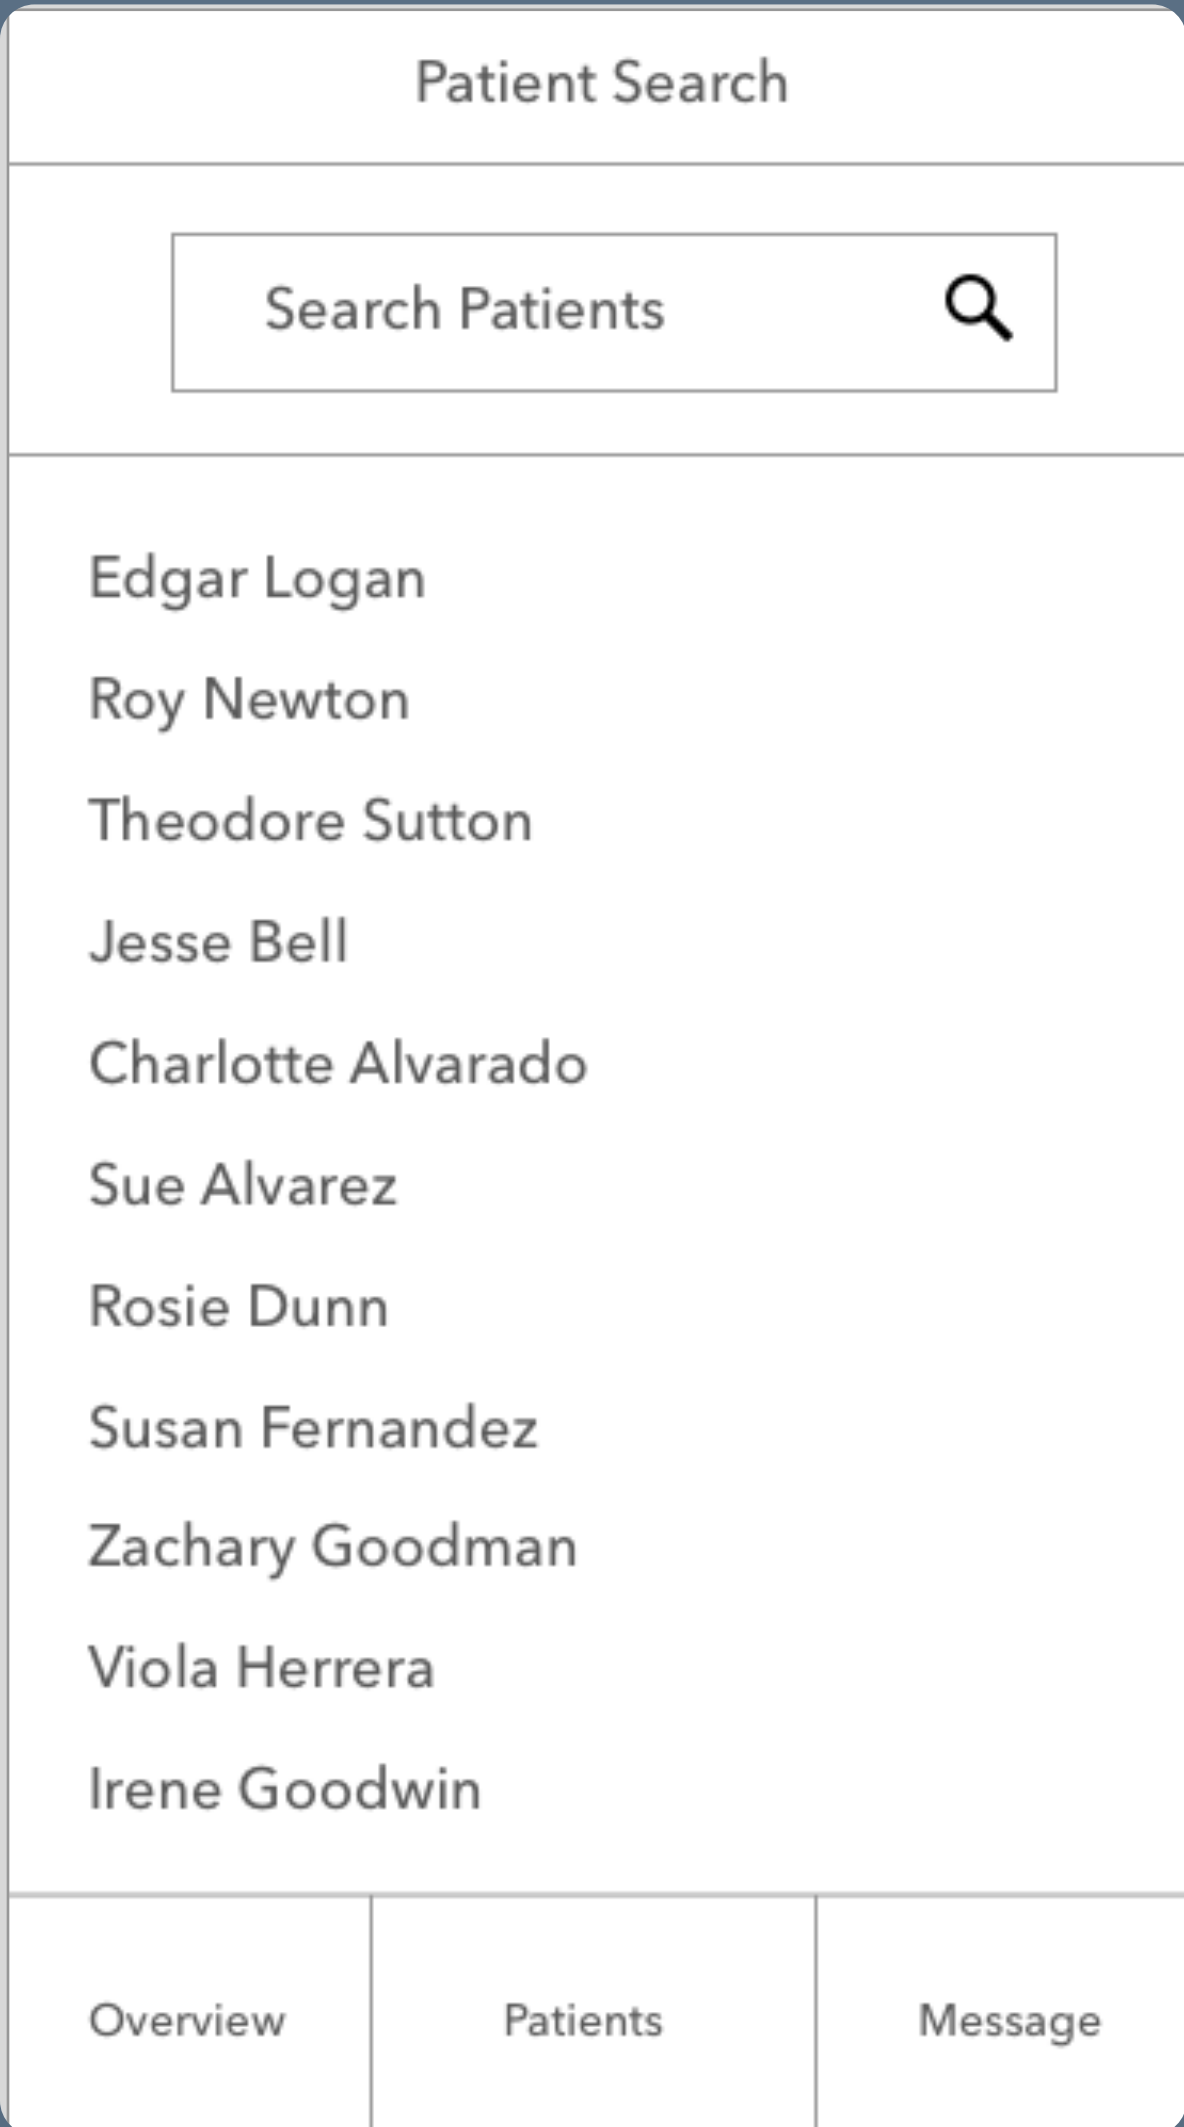 Patient Search
Search Patients
Edgar Logan
Roy Newton
Theodore Sutton
Jesse Bell
Charlotte Alvarado
Sue Alvarez
Rosie Dunn
Susan Fernandez
Zachary Goodman
Viola Herrera
Irene Goodwin
Overview Patients Message